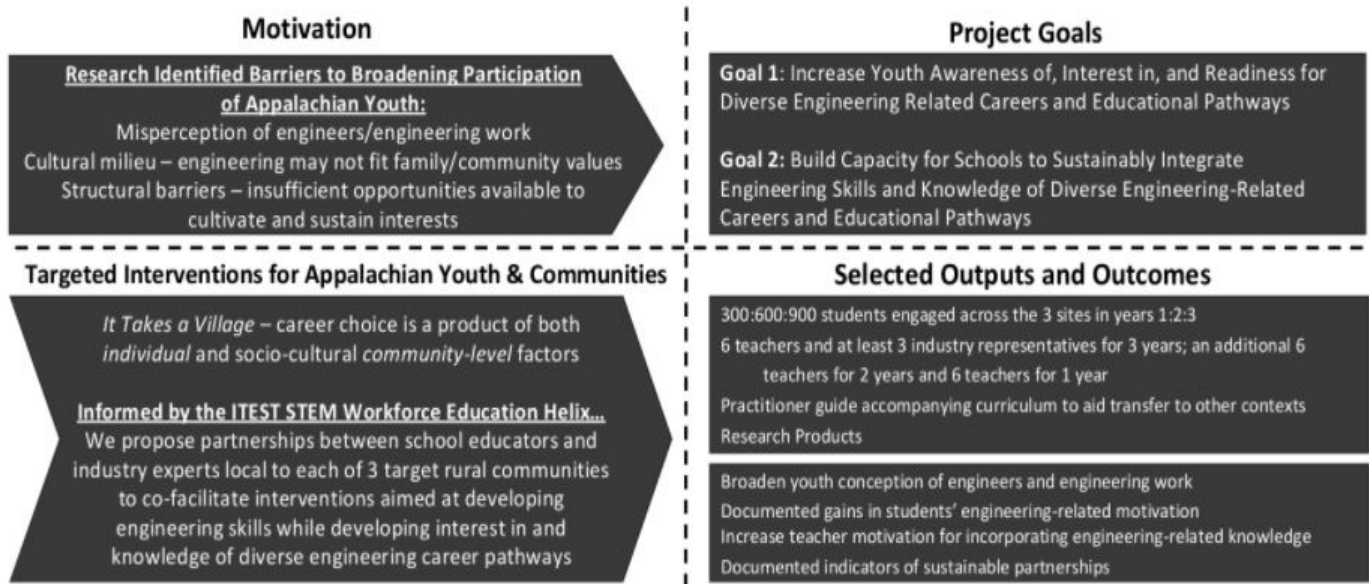 Motivation
Research Identified Barriers to Broadening Participation
of Appalachian Youth:
Misperception of engineers/engineering work
Cultural milieu – engineering may not fit family/community values
Structural barriers – insufficient opportunities available to
cultivate and sustain interests
Project Goals
Goal 1: Increase Youth Awareness of, Interest in, and Readiness for
Diverse Engineering Related Careers and Educational Pathways
Goal 2: Build Capacity for Schools to Sustainably Integrate
Engineering Skills and Knowledge of Diverse Engineering-Related
Careers and Educational Pathways
Targeted Interventions for Appalachian Youth & Communities
It Takes a Village – career choice is a product of both
individual and socio-cultural community-level factors
Informed by the ITEST STEM Workforce Education Helix...
We propose partnerships between school educators and
industry experts local to each of 3 target rural communities
to co-facilitate interventions aimed at developing
engineering skills while developing interest in and
knowledge of diverse engineering career pathways
Selected Outputs and Outcomes
300:600:900 students engaged across the 3 sites in years 1:2:3
6 teachers and at least 3 industry representatives for 3 years; an additional 6
teachers for 2 years and 6 teachers for 1 year
Practitioner guide accompanying curriculum to aid transfer to other contexts
Research Products
Broaden youth conception of engineers and engineering work
Documented gains in students' engineering-related motivation
Increase teacher motivation for incorporating engineering-related knowledge
Documented indicators of sustainable partnerships